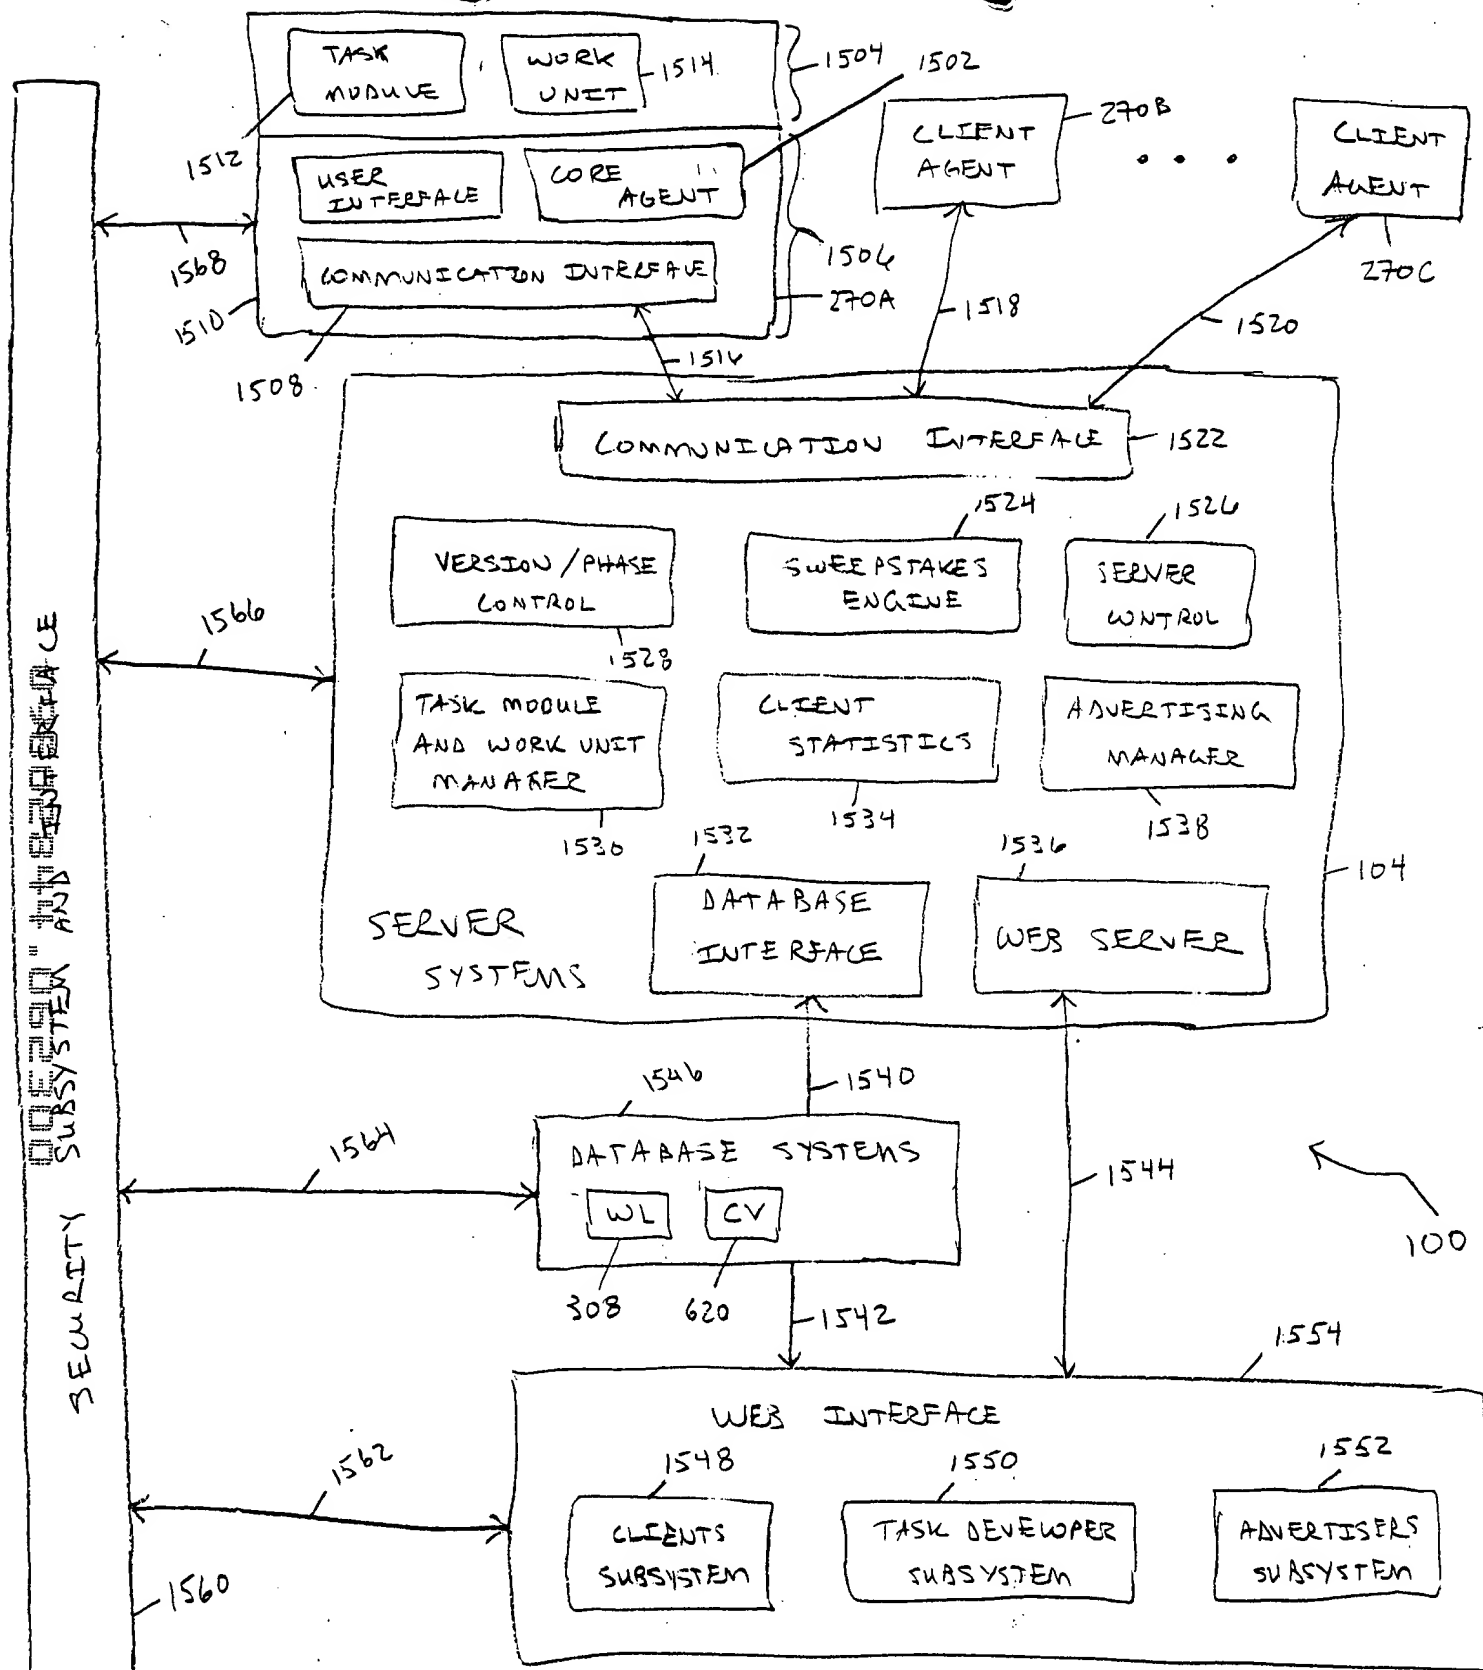 TASK
MODULE
WORK
UNIT
1514
1504
1502
1512
USER
INTERFACE
CORE
AGENT
COMMUNICATION INTERFACE
1506
270A
1568
1510
1508
CLIENT
AGENT
270B
. . .
CLIENT
AGENT
270C
1516
1518
1520
COMMUNICATION INTERFACE
1522
VERSION/PHASE
CONTROL
1528
1524
SWEEPSTAKES
ENGINE
1526
SERVER
CONTROL
1566
TASK MODULE
AND WORK UNIT
MANAGER
1530
CLIENT
STATISTICS
1534
ADVERTISING
MANAGER
1538
1532
DATABASE
INTERFACE
1536
WEB SERVER
104
SERVER
SYSTEMS
SECURITY SUBSYSTEM AND INTERFACE
1546
1540
1544
1564
DATABASE SYSTEMS
WL
CV
308
620
1542
100
1554
WEB INTERFACE
1562
1548
1550
1552
CLIENTS
SUBSYSTEM
TASK DEVELOPER
SUBSYSTEM
ADVERTISERS
SUBSYSTEM
1560